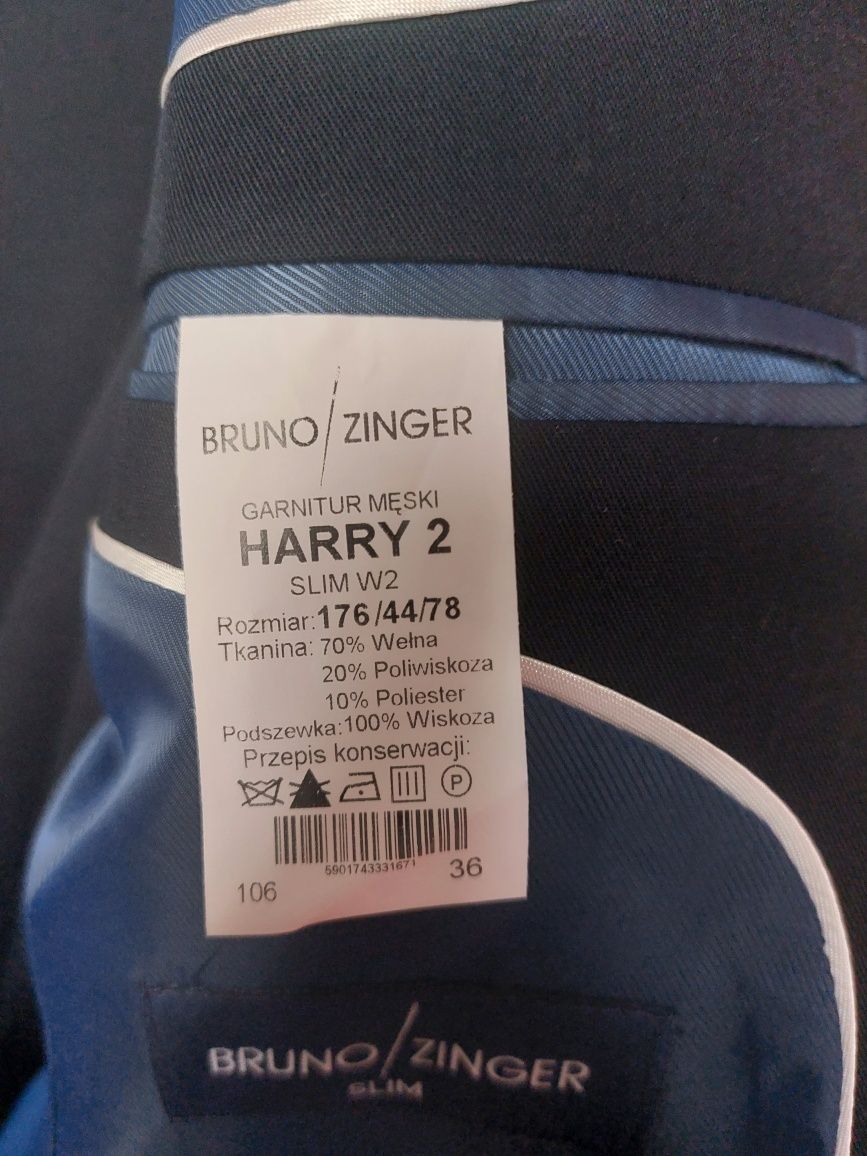 BRUNO/ZINGER
GARNITUR MĘSKI
HARRY 2
SLIM W2
Rozmiar:176/44/78
Tkanina: 70% Wełna
20% Poliwiskoza
10% Poliester
Podszewka:100% Wiskoza
Przepis konserwacji:
P
5901743331671
106 36
BRUNO/ZINGER
SLIM